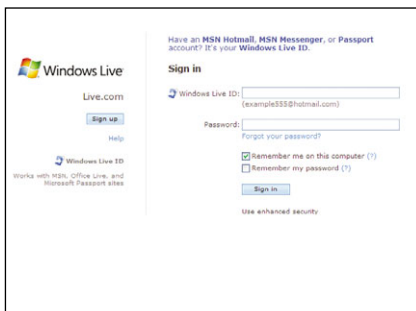 Have an MSN Hotmail, MSN Messenger, or Passport
account? It's your Windows Live ID.
Windows Live
Sign in
Live.com
Windows Live ID:
(example555@hotmail.com)
Sign up
Password:
Forgot your password?
Help
Remember me on this computer (?)
Windows Live ID
Remember my password (?)
Works with MSN, Office Live, and
Microsoft Passport sites
Sign in
Use enhanced security